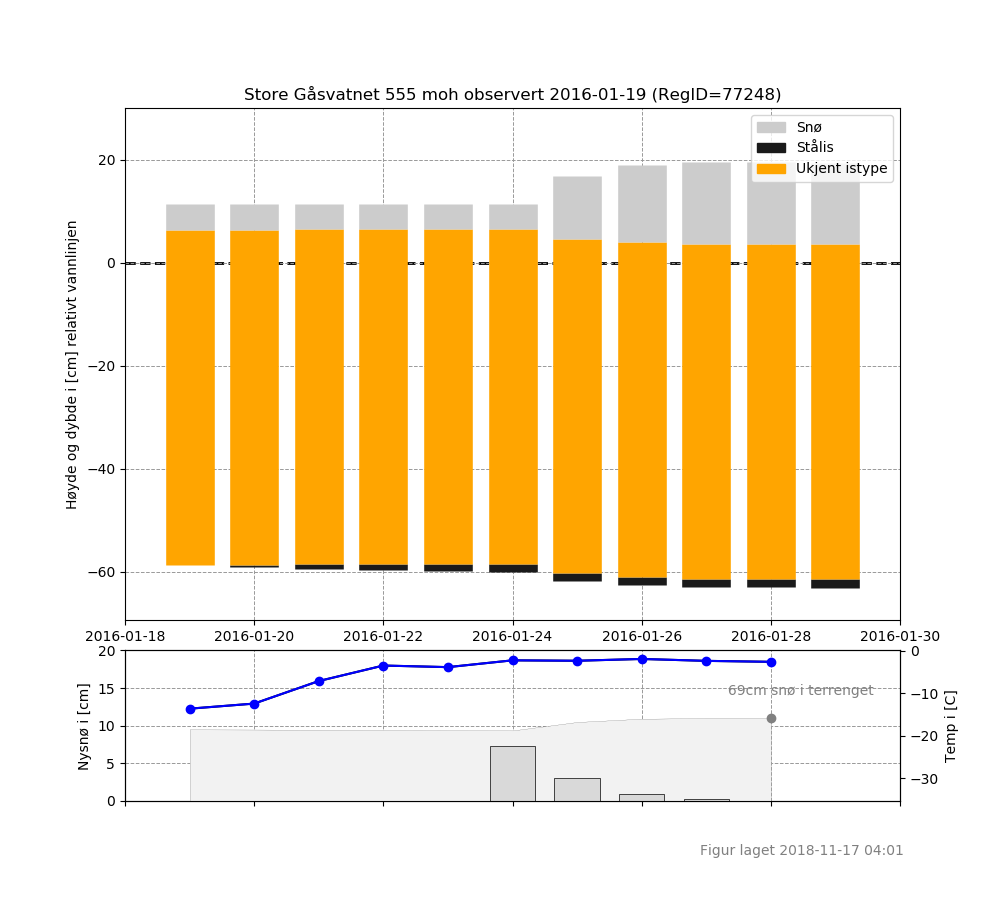 Store Gåsvatnet 555 moh observert 2016-01-19 (RegID=77248)
Snø
Stålis
Ukjent istype
Høyde og dybde i [cm] relativt vannlinjen
20
0
−20
−40
−60
2016-01-18
2016-01-20
2016-01-22
2016-01-24
2016-01-26
2016-01-28
2016-01-30
Nysnø i [cm]
20
15
10
5
0
69cm snø i terrenget
0
−10
−20
−30
Temp i [C]
Figur laget 2018-11-17 04:01